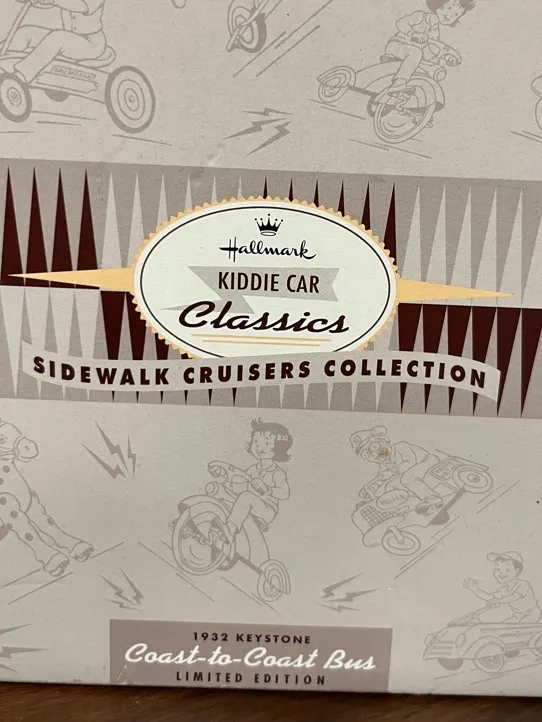 Hallmark
KIDDIE CAR
Classics
SIDEWALK CRUISERS COLLECTION
1932 KEYSTONE
Coast-to-Coast Bus
LIMITED EDITION